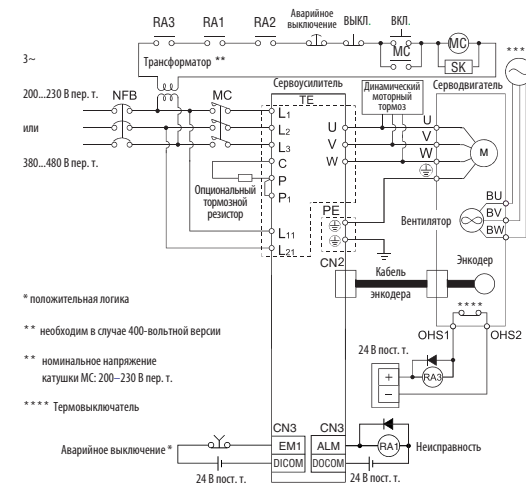 RA3 RA1 RA2 Аварийное выключение ВЫКЛ. ВКЛ.
MC
MC
SK
***
3~
Трансформатор **
200...230 В пер. т.
NFB
MC
Сервоусилитель
TE
Динамический
моторный
тормоз
Серводвигатель
или
380...480 В пер. т.
L1
L2
L3
C
P
P1
L11
L21
Опциональный
тормозной
резистор
U
V
W
U
V
W
M
PE
CN2
BU
BV
BW
Вентилятор
Энкодер
Кабель
энкодера
****
OHS1
OHS2
* положительная логика
** необходим в случае 400-вольтной версии
** номинальное напряжение
катушки МС: 200–230 В пер. т.
**** Термовыключатель
24 В пост. т.
+
−
RA3
CN3
CN3
Аварийное выключение *
EM1
ALM
RA1
Неисправность
DICOM
DOCOM
24 В пост. т.
24 В пост. т.